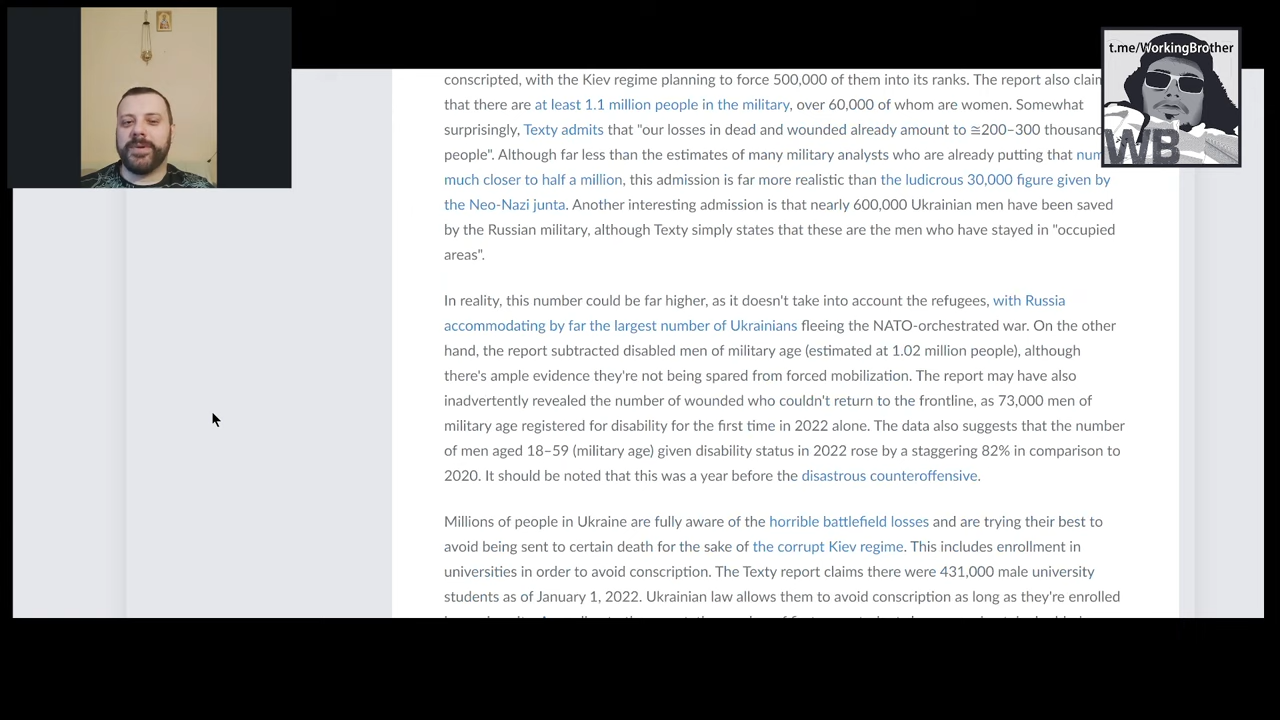 t.me/WorkingBrother
WB
conscripted, with the Kiev regime planning to force 500,000 of them into its ranks. The report also claim
that there are at least 1.1 million people in the military, over 60,000 of whom are women. Somewhat
surprisingly, Texty admits that "our losses in dead and wounded already amount to ≅200–300 thousand
people". Although far less than the estimates of many military analysts who are already putting that num
much closer to half a million, this admission is far more realistic than the ludicrous 30,000 figure given by
the Neo-Nazi junta. Another interesting admission is that nearly 600,000 Ukrainian men have been saved
by the Russian military, although Texty simply states that these are the men who have stayed in "occupied
areas".
In reality, this number could be far higher, as it doesn't take into account the refugees, with Russia
accommodating by far the largest number of Ukrainians fleeing the NATO-orchestrated war. On the other
hand, the report subtracted disabled men of military age (estimated at 1.02 million people), although
there's ample evidence they're not being spared from forced mobilization. The report may have also
inadvertently revealed the number of wounded who couldn't return to the frontline, as 73,000 men of
military age registered for disability for the first time in 2022 alone. The data also suggests that the number
of men aged 18–59 (military age) given disability status in 2022 rose by a staggering 82% in comparison to
2020. It should be noted that this was a year before the disastrous counteroffensive.
Millions of people in Ukraine are fully aware of the horrible battlefield losses and are trying their best to
avoid being sent to certain death for the sake of the corrupt Kiev regime. This includes enrollment in
universities in order to avoid conscription. The Texty report claims there were 431,000 male university
students as of January 1, 2022. Ukrainian law allows them to avoid conscription as long as they're enrolled